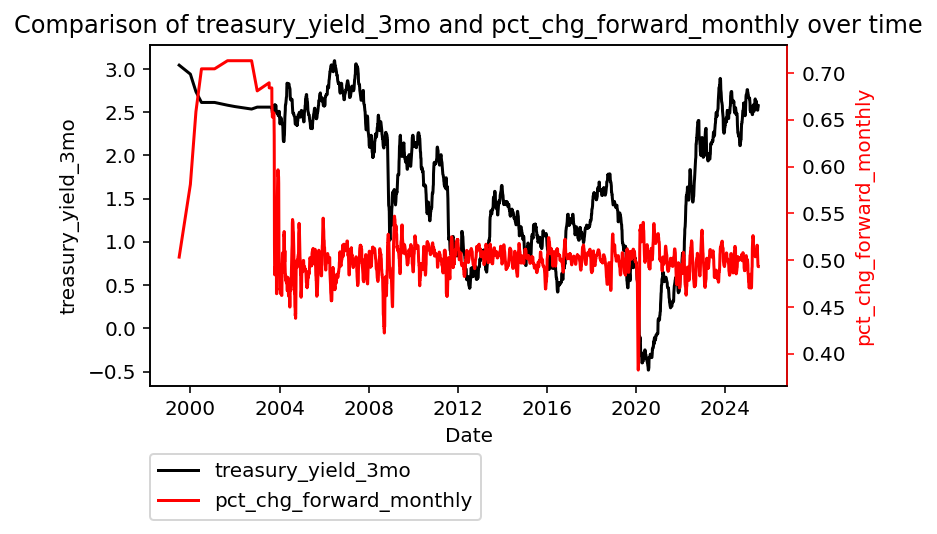 Comparison of treasury_yield_3mo and pct_chg_forward_monthly over time
3.0
2.5
2.0
1.5
1.0
0.5
0.0
−0.5
treasury_yield_3mo
0.70
0.65
0.60
0.55
0.50
0.45
0.40
pct_chg_forward_monthly
2000 2004 2008 2012 2016 2020 2024
Date
treasury_yield_3mo
pct_chg_forward_monthly